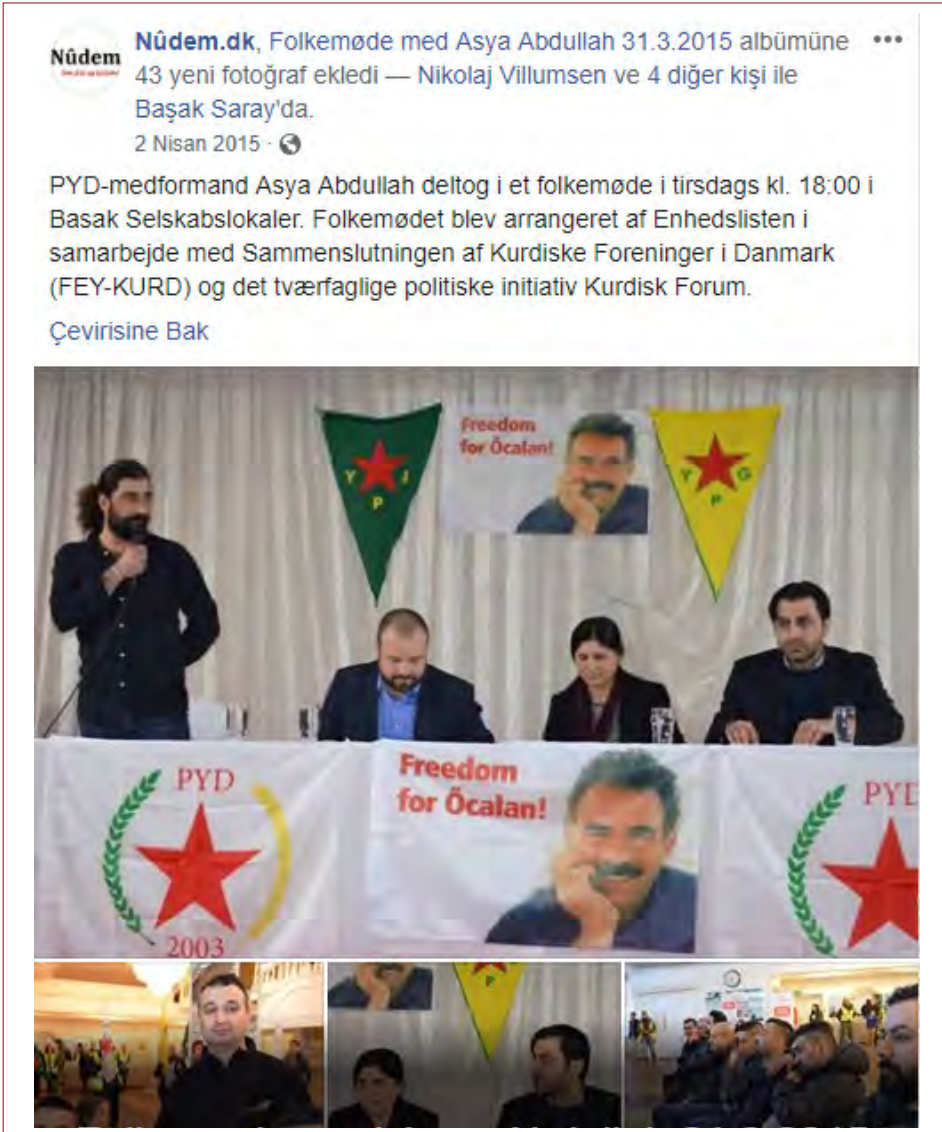 Nûdem
Nûdem.dk, Folkemøde med Asya Abdullah 31.3.2015 albümüne
43 yeni fotoğraf ekledi — Nikolaj Villumsen ve 4 diğer kişi ile
Başak Saray'da.
2 Nisan 2015 ·
PYD-medformand Asya Abdullah deltog i et folkemøde i tirsdags kl. 18:00 i
Basak Selskabslokaler. Folkemødet blev arrangeret af Enhedslisten i
samarbejde med Sammenslutningen af Kurdiske Foreninger i Danmark
(FEY-KURD) og det tværfaglige politiske initiativ Kurdisk Forum.
Çevirisine Bak
Y P J
Freedom
for Öcalan!
Y P G
PYD
2003
Freedom
for Öcalan!
PYD
P